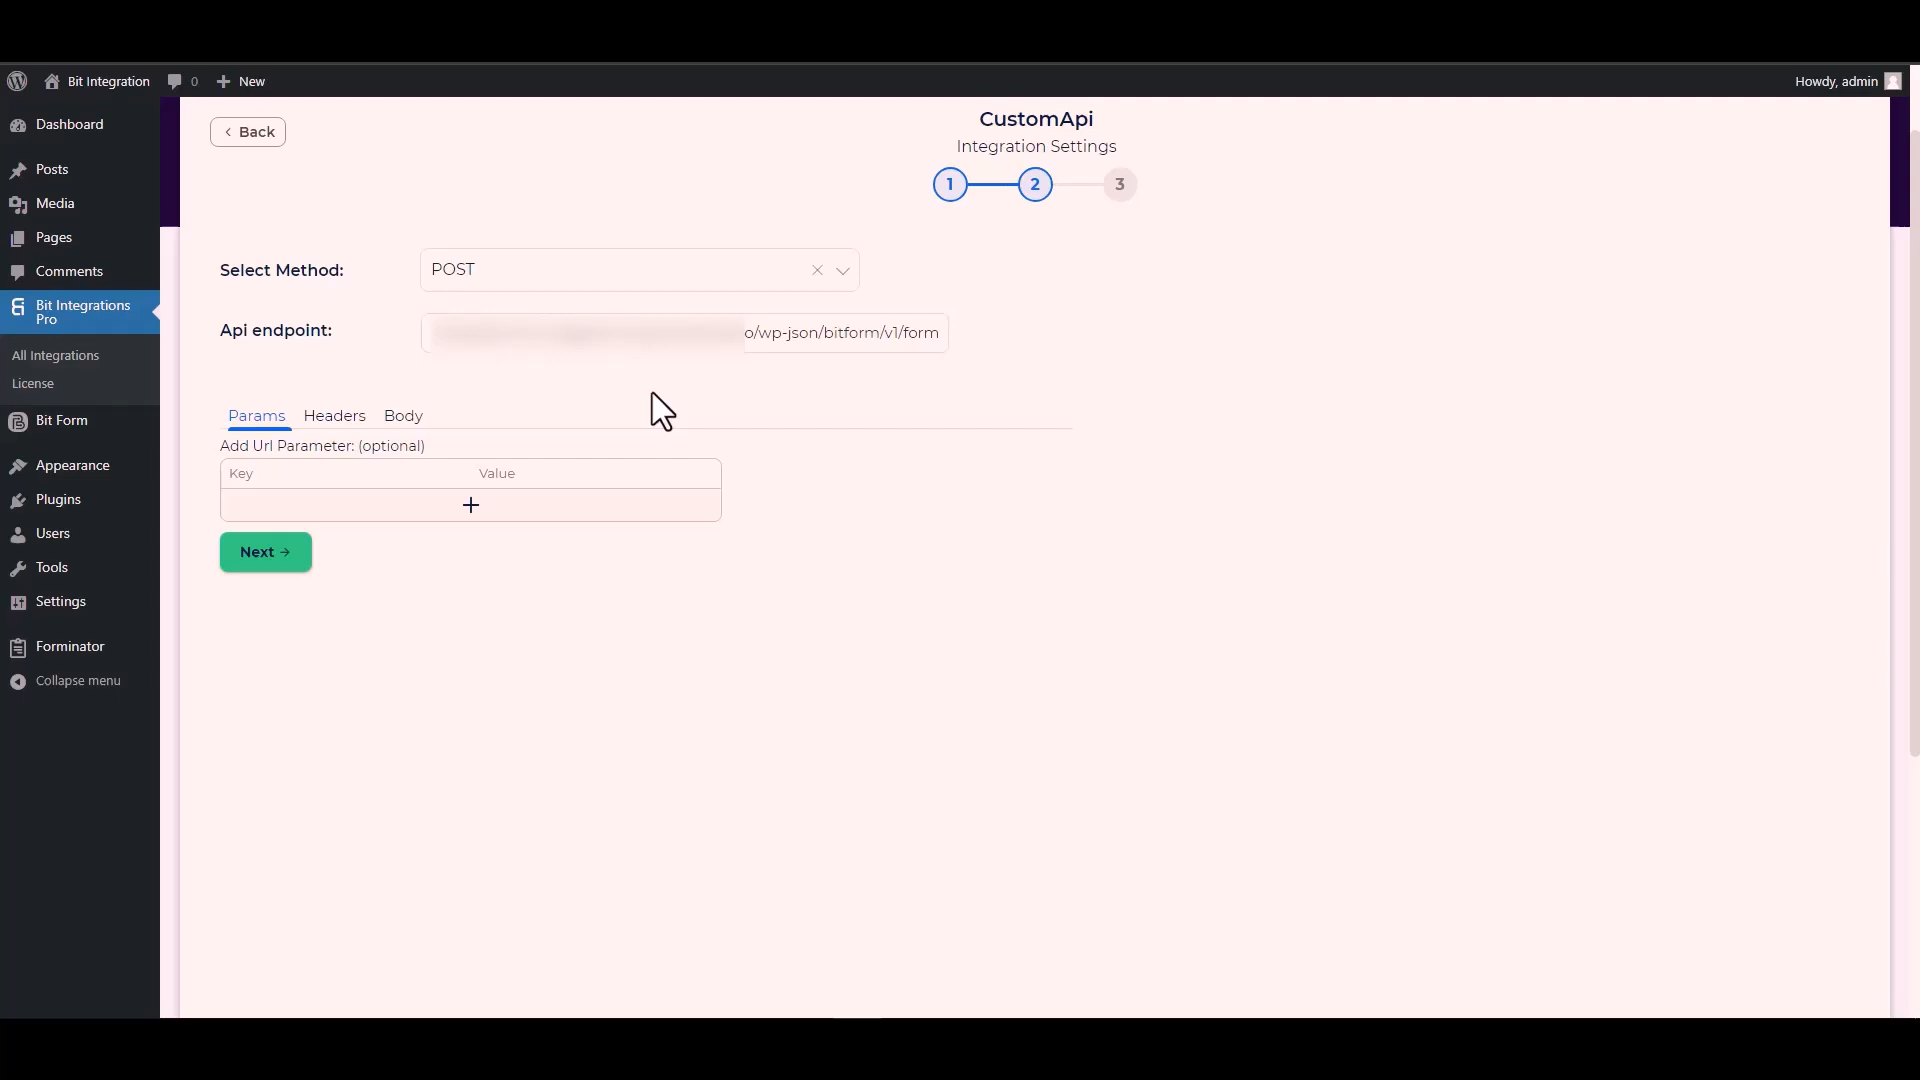 Bit Integration
0
New
Howdy, admin
Dashboard
Posts
Media
Pages
Comments
Bit Integrations
Pro
All Integrations
License
Bit Form
Appearance
Plugins
Users
Tools
Settings
Forminator
Collapse menu
Back
CustomApi
Integration Settings
1 2 3
Select Method:
POST
Api endpoint:
o/wp-json/bitform/v1/form
Params Headers Body
Add Url Parameter: (optional)
Key Value
+
Next →